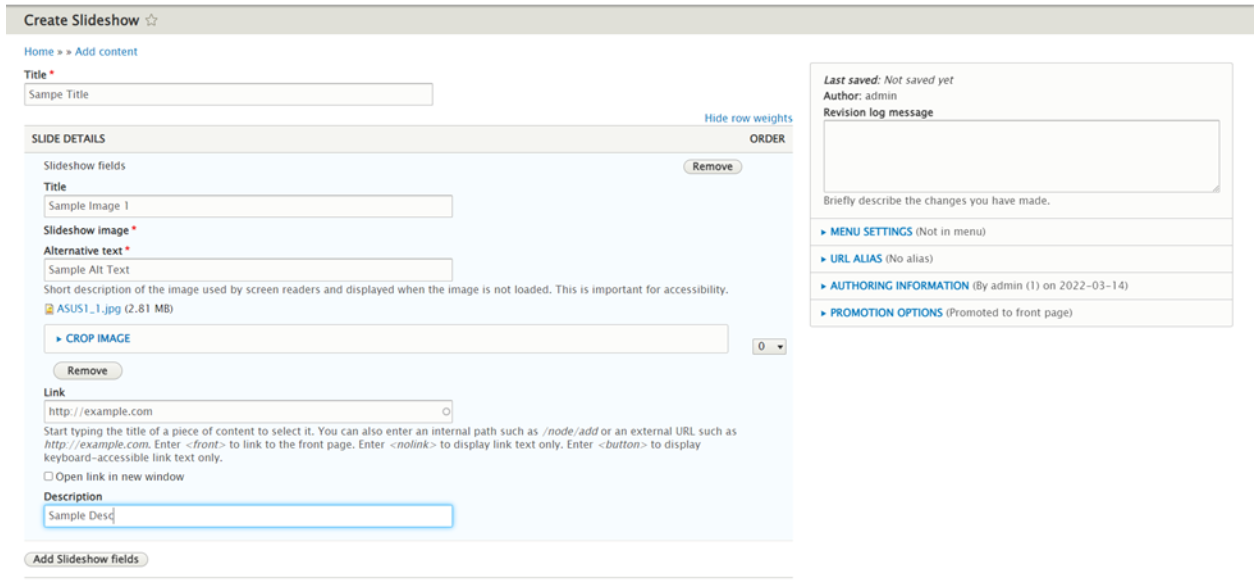 Create Slideshow ☆
Home » » Add content
Title *
Sampe Title
Hide row weights
SLIDE DETAILS ORDER
Slideshow fields Remove
Title
Sample Image 1
Slideshow image *
Alternative text *
Sample Alt Text
Short description of the image used by screen readers and displayed when the image is not loaded. This is important for accessibility.
ASUS1_1.jpg (2.81 MB)
CROP IMAGE
0
Remove
Link
http://example.com
Start typing the title of a piece of content to select it. You can also enter an internal path such as /node/add or an external URL such as
http://example.com. Enter <front> to link to the front page. Enter <nolink> to display link text only. Enter <button> to display
keyboard-accessible link text only.
Open link in new window
Description
Sample Desc
Add Slideshow fields
Last saved: Not saved yet
Author: admin
Revision log message
Briefly describe the changes you have made.
MENU SETTINGS (Not in menu)
URL ALIAS (No alias)
AUTHORING INFORMATION (By admin (1) on 2022-03-14)
PROMOTION OPTIONS (Promoted to front page)